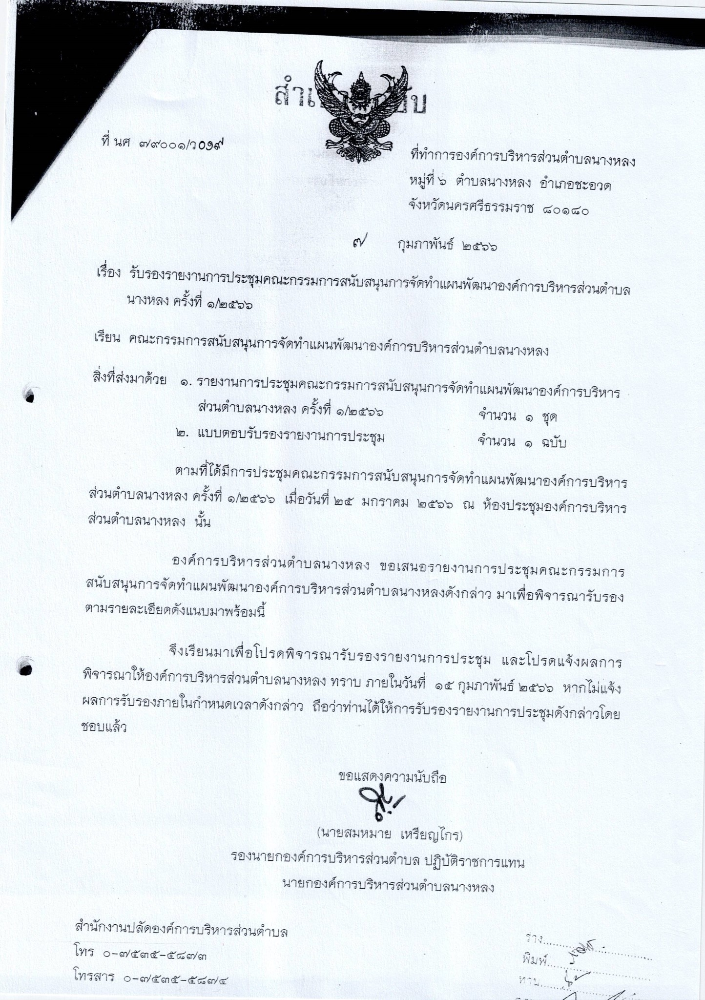 ที่ นศ ๗๙๐๐๑/ว๐๑๙
ที่ทำการองค์การบริหารส่วนตำบลนางหลง
หมู่ที่ ๖ ตำบลนางหลง อำเภอชะอวด
จังหวัดนครศรีธรรมราช ๘๐๑๘๐
๗ กุมภาพันธ์ ๒๕๖๖
เรื่อง รับรองรายงานการประชุมคณะกรรมการสนับสนุนการจัดทำแผนพัฒนาองค์การบริหารส่วนตำบล
นางหลง ครั้งที่ ๑/๒๕๖๖
เรียน คณะกรรมการสนับสนุนการจัดทำแผนพัฒนาองค์การบริหารส่วนตำบลนางหลง
สิ่งที่ส่งมาด้วย ๑. รายงานการประชุมคณะกรรมการสนับสนุนการจัดทำแผนพัฒนาองค์การบริหาร
ส่วนตำบลนางหลง ครั้งที่ ๑/๒๕๖๖ จำนวน ๑ ชุด
๒. แบบตอบรับรองรายงานการประชุม จำนวน ๑ ฉบับ
ตามที่ได้มีการประชุมคณะกรรมการสนับสนุนการจัดทำแผนพัฒนาองค์การบริหาร
ส่วนตำบลนางหลง ครั้งที่ ๑/๒๕๖๖ เมื่อวันที่ ๒๕ มกราคม ๒๕๖๖ ณ ห้องประชุมองค์การบริหาร
ส่วนตำบลนางหลง นั้น
องค์การบริหารส่วนตำบลนางหลง ขอเสนอรายงานการประชุมคณะกรรมการ
สนับสนุนการจัดทำแผนพัฒนาองค์การบริหารส่วนตำบลนางหลงดังกล่าว มาเพื่อพิจารณารับรอง
ตามรายละเอียดดังแนบมาพร้อมนี้
จึงเรียนมาเพื่อโปรดพิจารณารับรองรายงานการประชุม และโปรดแจ้งผลการ
พิจารณาให้องค์การบริหารส่วนตำบลนางหลง ทราบ ภายในวันที่ ๑๕ กุมภาพันธ์ ๒๕๖๖ หากไม่แจ้ง
ผลการรับรองภายในกำหนดเวลาดังกล่าว ถือว่าท่านได้ให้การรับรองรายงานการประชุมดังกล่าวโดย
ชอบแล้ว
ขอแสดงความนับถือ
(นายสมหมาย เหรียญไกร)
รองนายกองค์การบริหารส่วนตำบล ปฏิบัติราชการแทน
นายกองค์การบริหารส่วนตำบลนางหลง
สำนักงานปลัดองค์การบริหารส่วนตำบล
โทร ๐-๗๕๓๕-๕๘๗๓
โทรสาร ๐-๗๕๓๕-๕๘๗๔
ร่าง
พิมพ์
ทาน